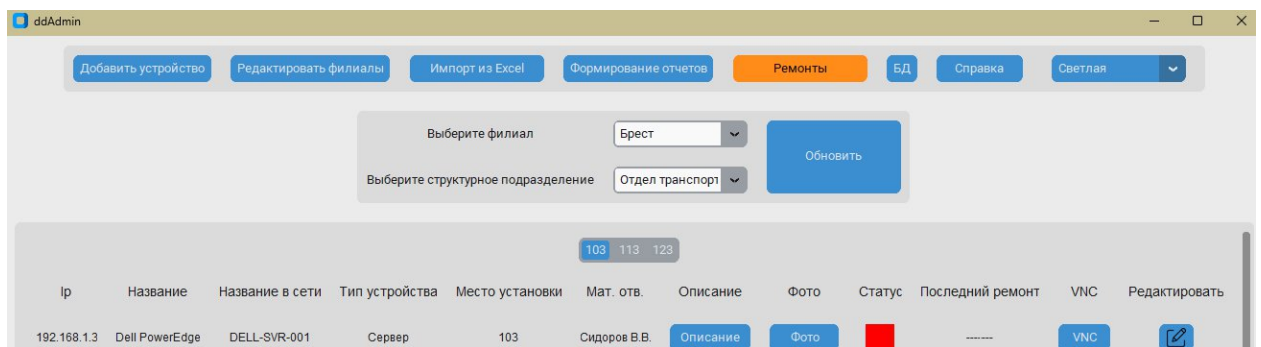 ddAdmin
Добавить устройство Редактировать филиалы Импорт из Excel Формирование отчетов Ремонты БД Справка Светлая
Выберите филиал Брест
Обновить
Выберите структурное подразделение Отдел транспорт
103 113 123
Ip Название Название в сети Тип устройства Место установки Мат. отв. Описание Фото Статус Последний ремонт VNC Редактировать
192.168.1.3 Dell PowerEdge DELL-SVR-001 Сервер 103 Сидоров В.В. Описание Фото ------- VNC